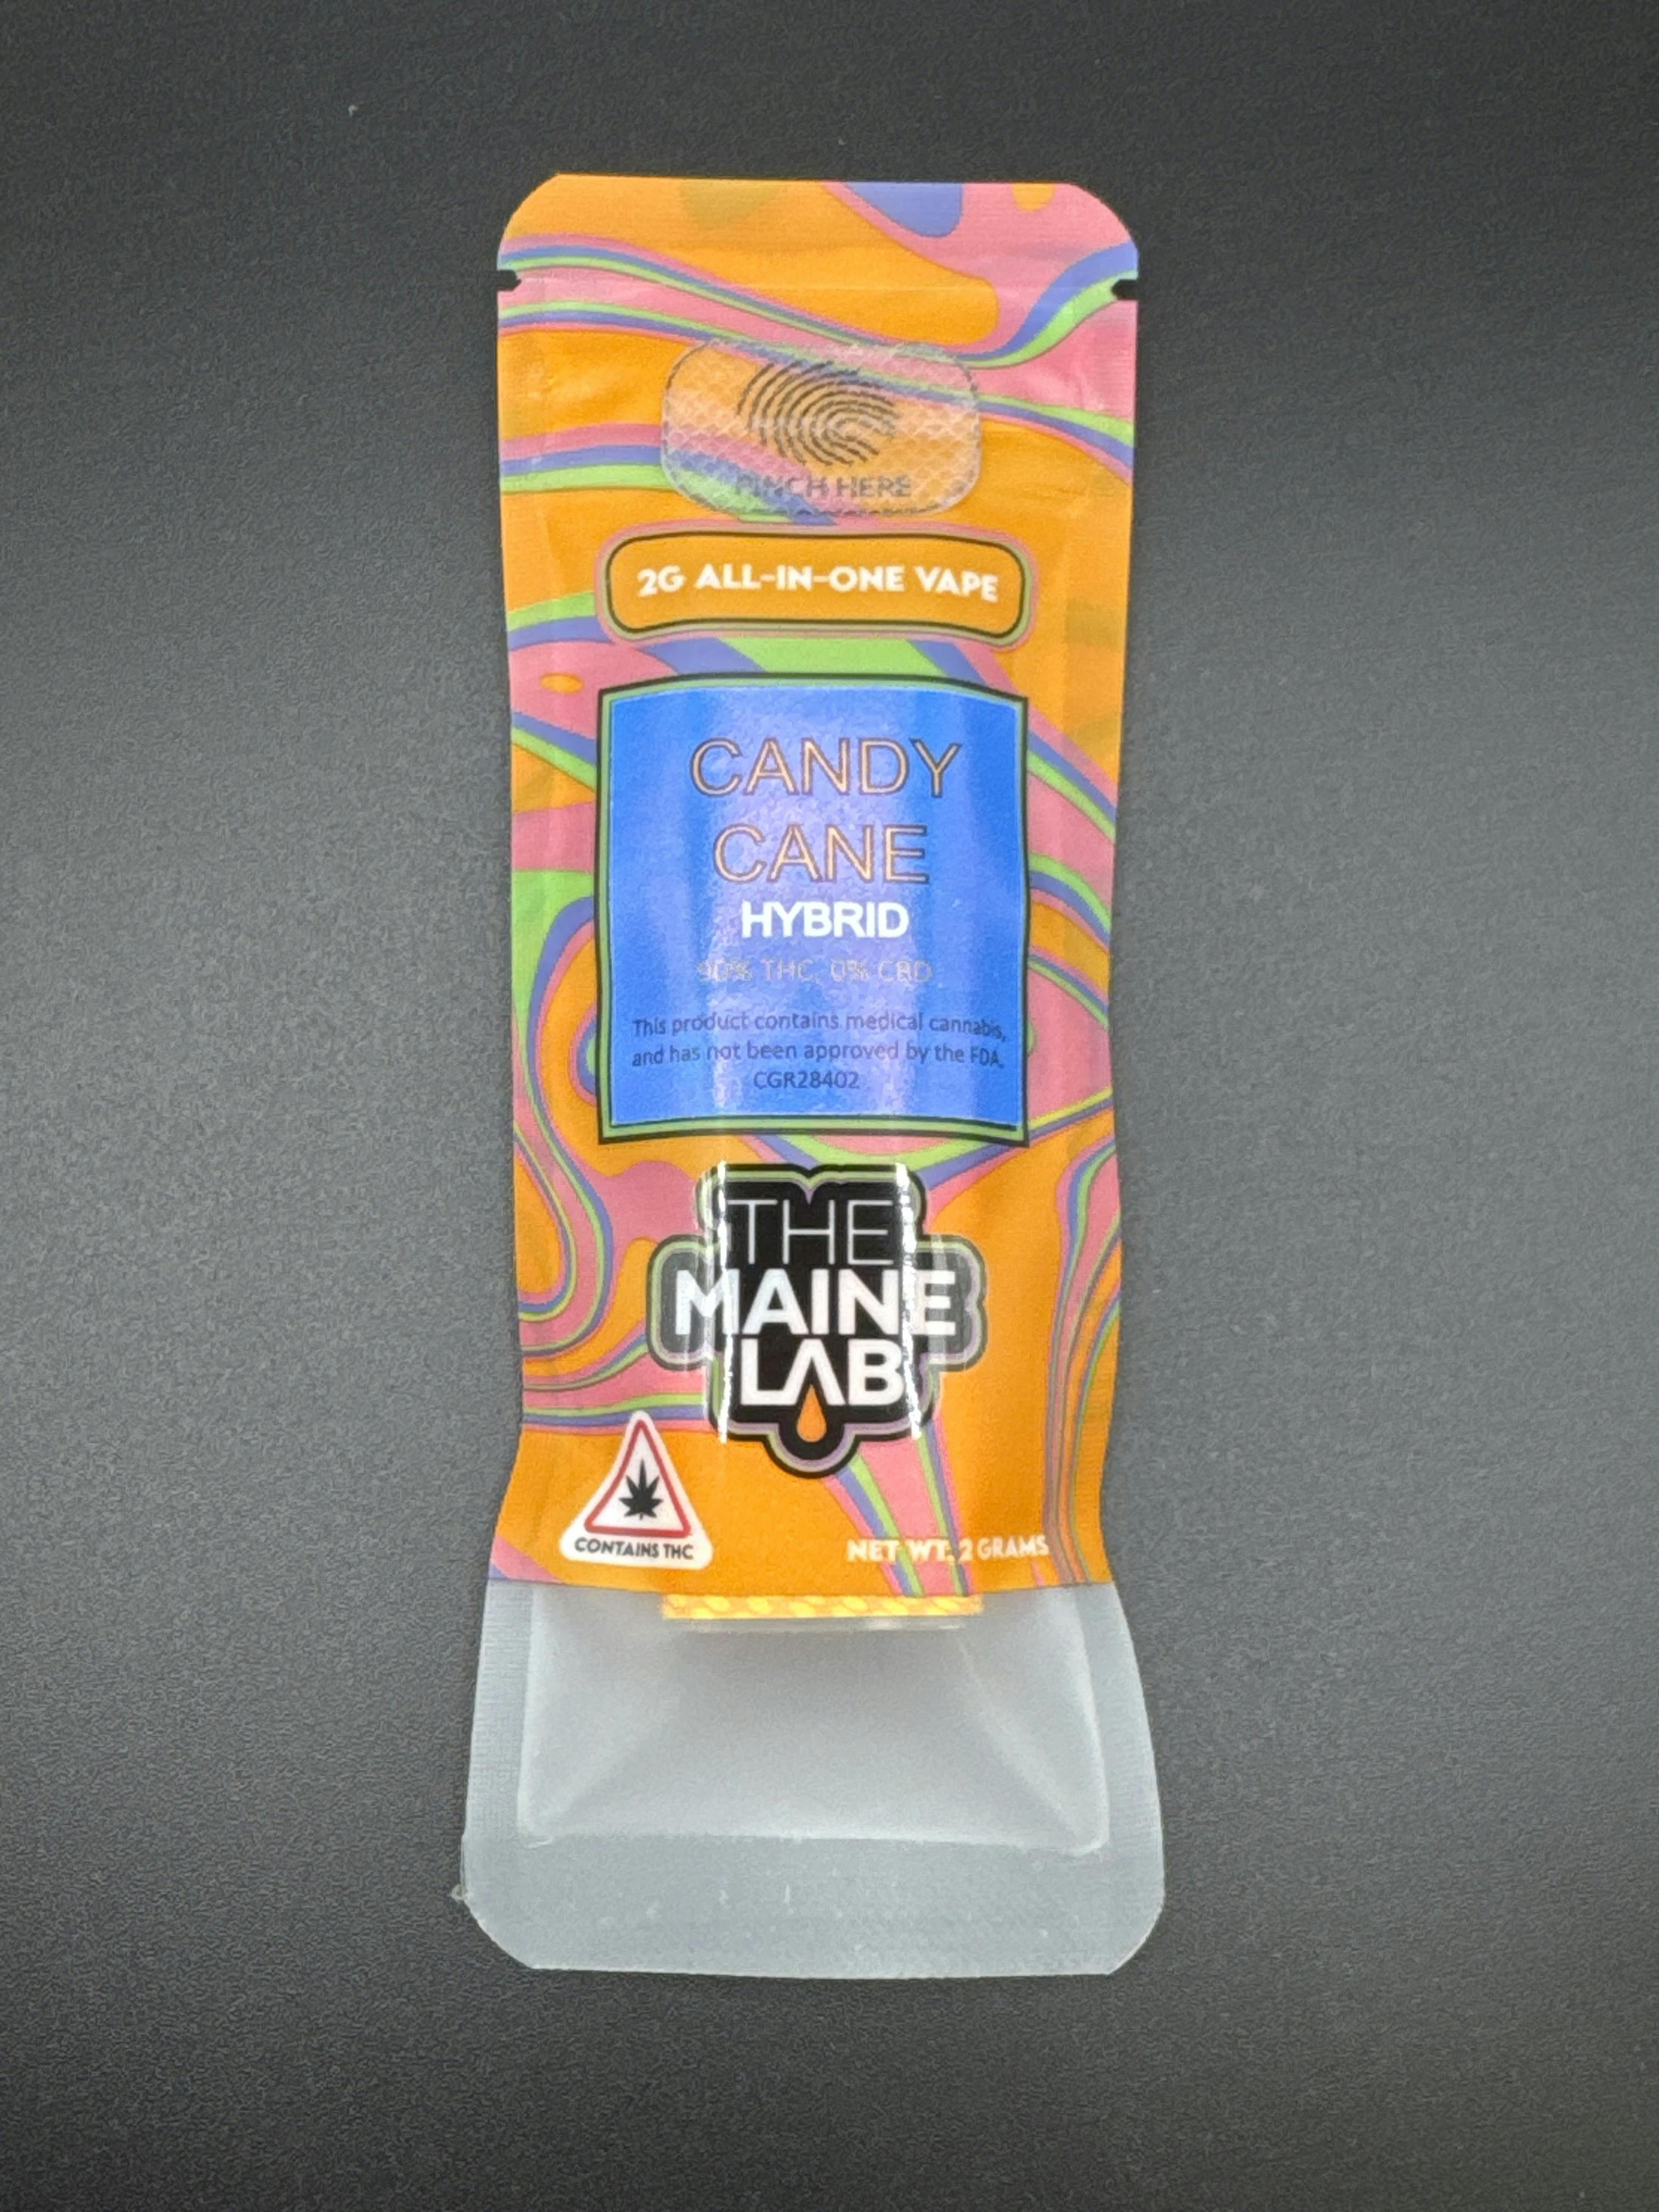 PINCH HERE
2G ALL-IN-ONE VAPE
CANDY
CANE
HYBRID
90% THC, 0% CBD
This product contains medical cannabis,
and has not been approved by the FDA.
CGR28402
THE
MAINE
LAB
CONTAINS THC
NET WT. 2 GRAMS